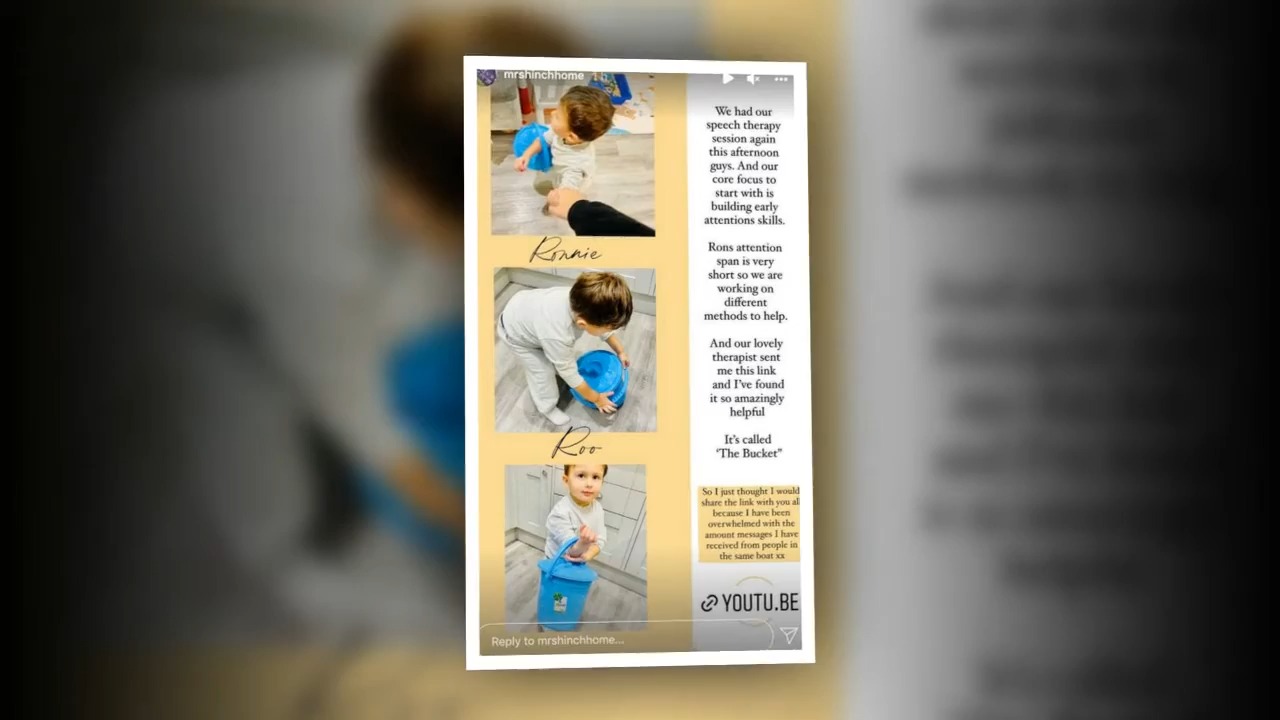 mrshinchhome
Ronnie
Roo
We had our
speech therapy
session again
this afternoon
guys. And our
core focus to
start with is
building early
attentions skills.
Rons attention
span is very
short so we are
working on
different
methods to help.
And our lovely
therapist sent
me this link
and I've found
it so amazingly
helpful
It's called
'The Bucket"
So I just thought I would
share the link with you all
because I have been
overwhelmed with the
amount messages I have
received from people in
the same boat xx
YOUTU.BE
Reply to mrshinchhome...